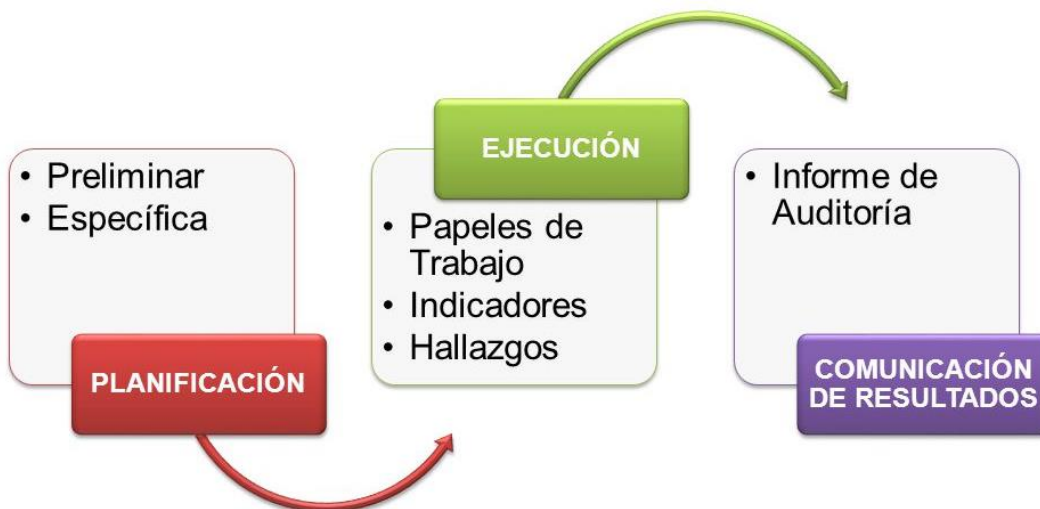 • Preliminar
• Específica
PLANIFICACIÓN
EJECUCIÓN
• Papeles de
Trabajo
• Indicadores
• Hallazgos
• Informe de
Auditoría
COMUNICACIÓN
DE RESULTADOS